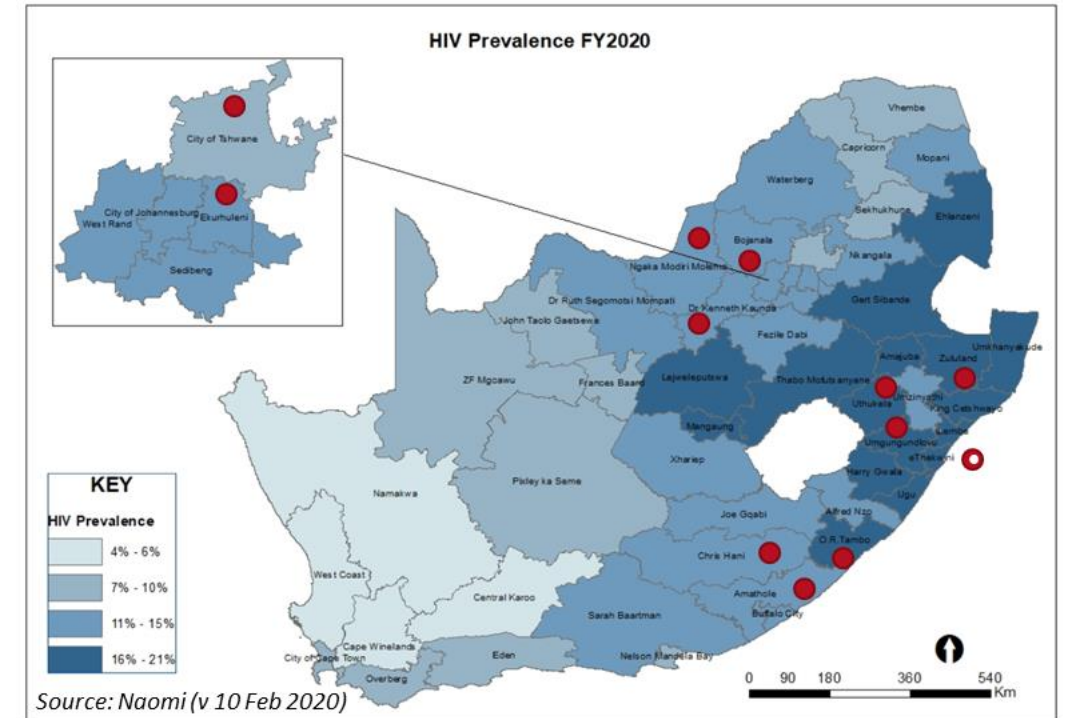 HIV Prevalence FY2020
City of Tshwane
City of Johannesburg
West Rand
Ekurhuleni
Sedibeng
Vhembe
Capricorn
Mopani
Waterberg
Sekhukhune
Ehlanzeni
Bojanala
Nkangala
Ngaka Modiri Molema
Gert Sibande
Dr Ruth Segomotsi Mompati
Dr Kenneth Kaunda
John Taolo Gaetsewe
Fezile Dabi
Umkhanyakude
Amajuba
Zululand
ZF Mgcawu
Frances Baard
Lejweleputswa
Thabo Mofutsanyane
Umzinyathi
Uthukela
King Cetshwayo
Mangaung
iLembe
Umgungundlovu
eThekwini
Xhariep
Harry Gwala
Pixley ka Seme
Ugu
Namakwa
Joe Gqabi
Alfred Nzo
O.R.Tambo
Chris Hani
West Coast
Central Karoo
Amathole
Sarah Baartman
Buffalo City
Cape Winelands
City of Cape Town
Eden
Nelson Mandela Bay
Overberg
KEY
HIV Prevalence
4% - 6%
7% - 10%
11% - 15%
16% - 21%
0 90 180 360 540
Km
Source: Naomi (v 10 Feb 2020)